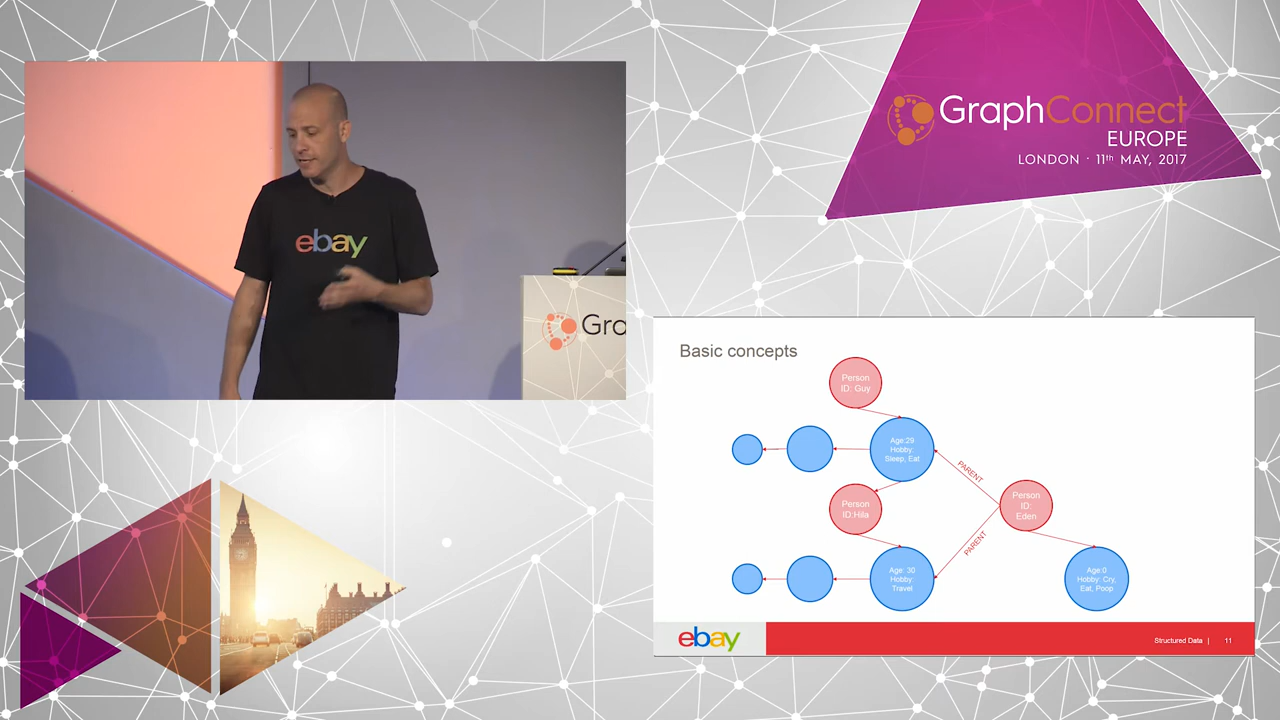 ebay
Gra
GraphConnect
EUROPE
LONDON · 11th MAY, 2017
Basic concepts
Person
ID: Guy
Age:29
Hobby:
Sleep, Eat
PARENT
Person
ID:
Eden
Person
ID:Hilla
PARENT
Age: 30
Hobby:
Travel
Age:0
Hobby: Cry,
Eat, Poop
ebay
Structured Data |
11